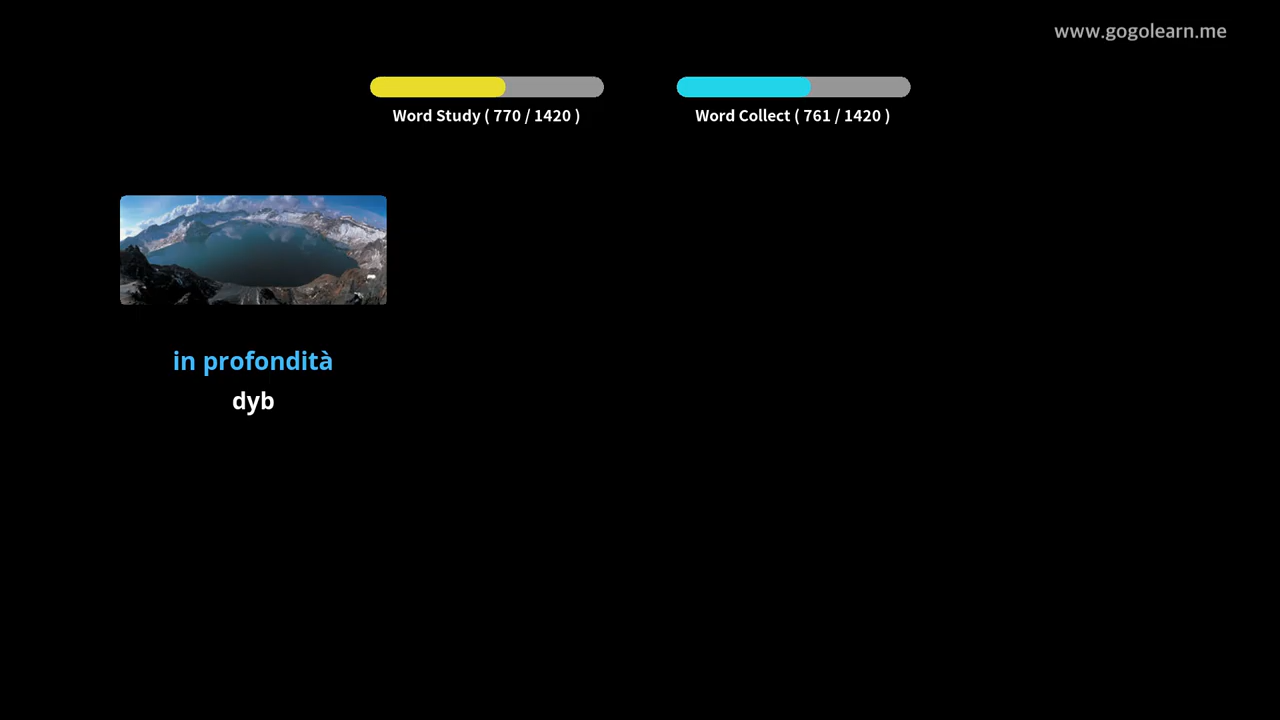 www.gogolearn.me
Word Study ( 770 / 1420 )
Word Collect ( 761 / 1420 )
in profondità
dyb